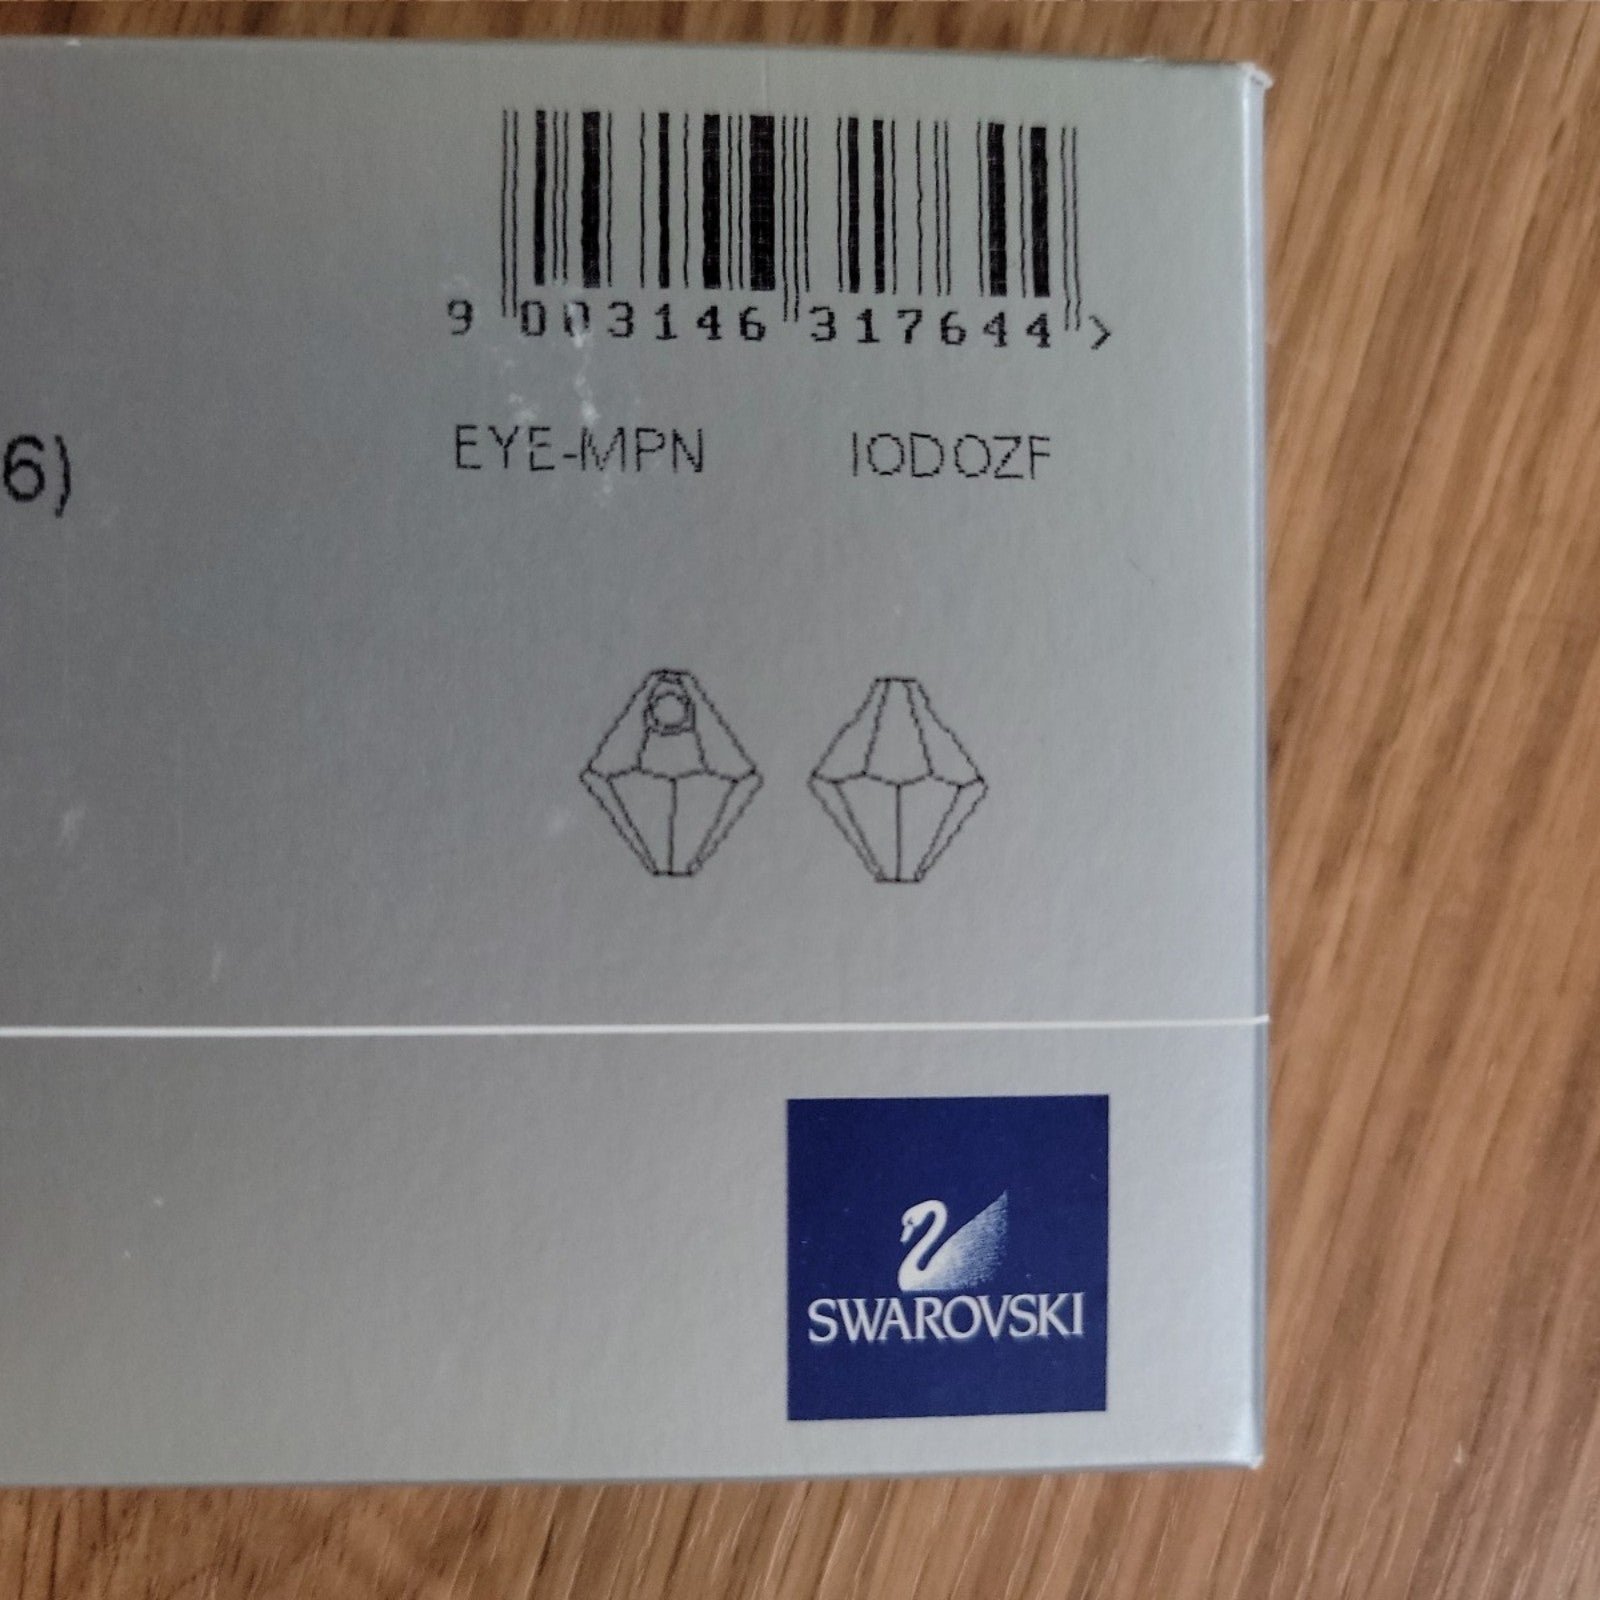 9 003146 317644 >
6) EYE-MPN IODOZF
SWAROVSKI